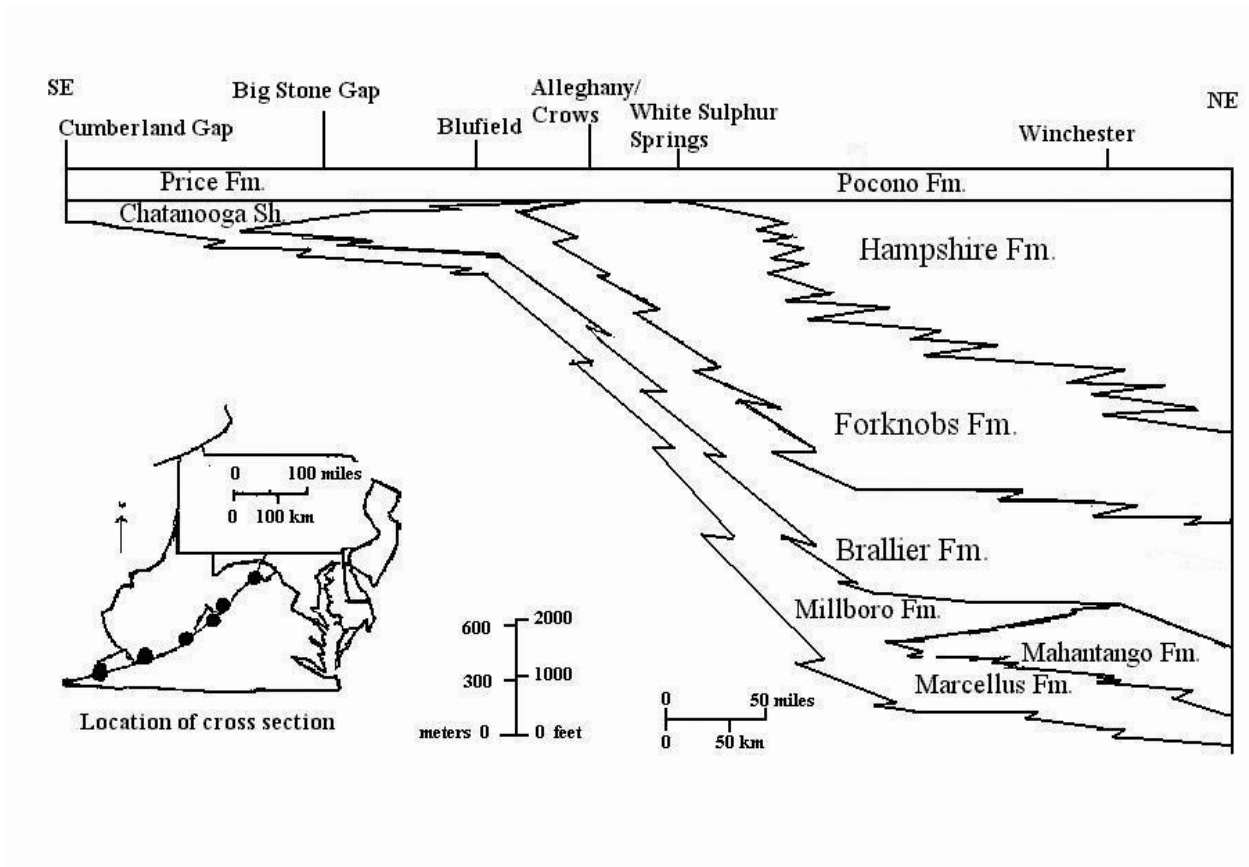 SE
Big Stone Gap
Alleghany/
Crows
White Sulphur
Springs
NE
Cumberland Gap
Blufield
Winchester
Price Fm.
Pocono Fm.
Chatanooga Sh.
Hampshire Fm.
Forknobs Fm.
Brallier Fm.
Millboro Fm.
Mahantango Fm.
Marcellus Fm.
0 100 miles
0 100 km
Location of cross section
600 2000
300 1000
meters 0 0 feet
0 50 miles
0 50 km